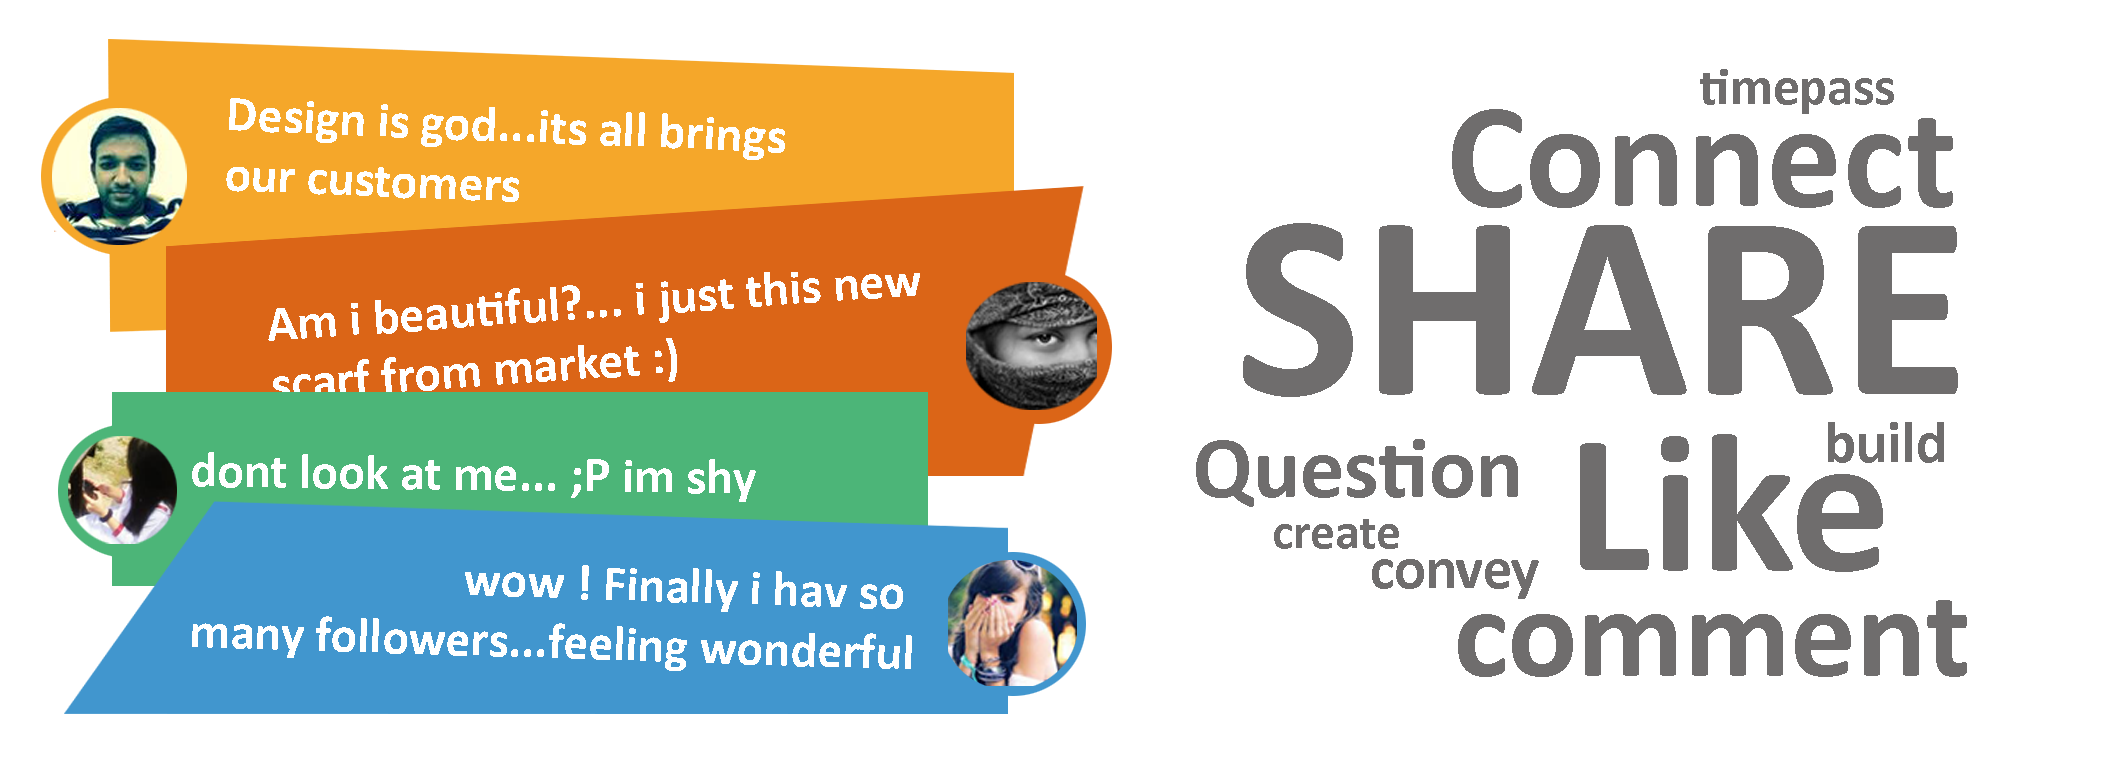 Design is god...its all brings
our customers
Am i beautiful?... i just this new
scarf from market :)
dont look at me... ;P im shy
wow ! Finally i hav so
many followers...feeling wonderful
timepass
Connect
SHARE
build
Question
Like
create
convey
comment